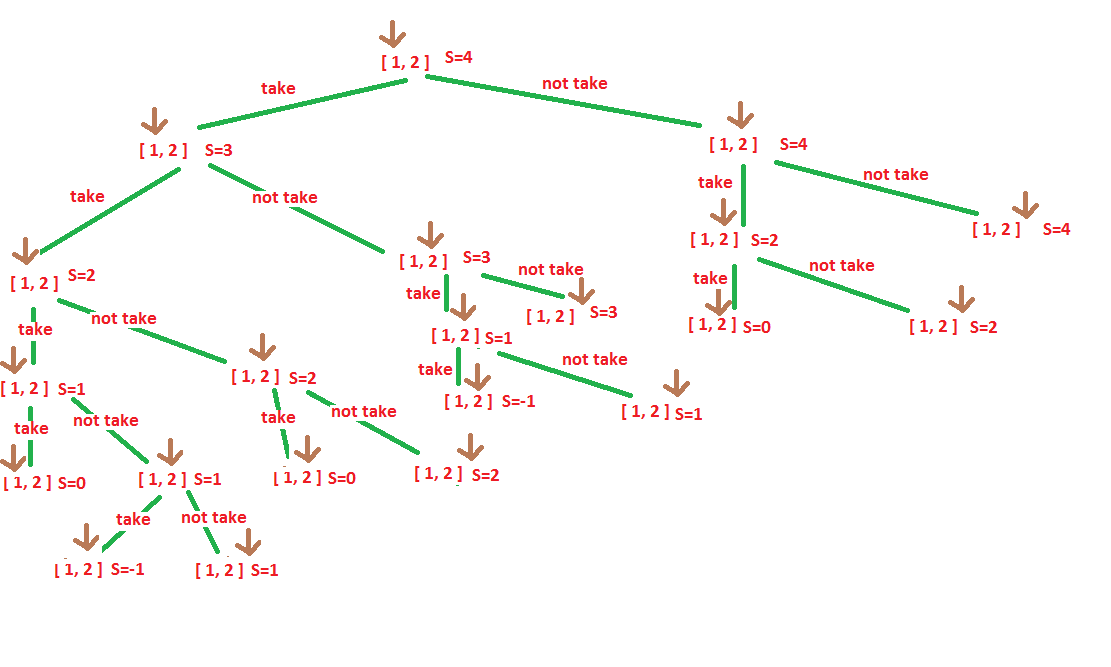 [ 1, 2 ] S=4
take
not take
[ 1, 2 ] S=3
[ 1, 2 ] S=4
take
not take
take
not take
[ 1, 2 ] S=2
[ 1, 2 ] S=3
[ 1, 2 ] S=2
[ 1, 2 ] S=4
take
not take
take
not take
take
not take
[ 1, 2 ] S=3
[ 1, 2 ] S=0
[ 1, 2 ] S=2
[ 1, 2 ] S=1
[ 1, 2 ] S=2
[ 1, 2 ] S=1
take
not take
take
not take
take
not take
[ 1, 2 ] S=-1
[ 1, 2 ] S=1
[ 1, 2 ] S=0
[ 1, 2 ] S=1
[ 1, 2 ] S=0
[ 1, 2 ] S=2
take
not take
[ 1, 2 ] S=-1
[ 1, 2 ] S=1